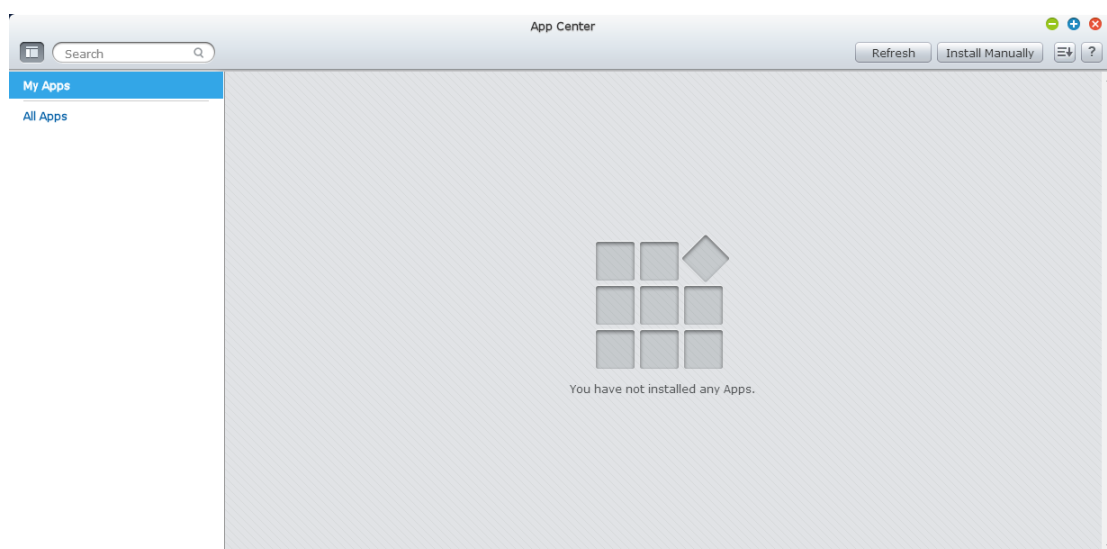 App Center
Search
Refresh
Install Manually
?
My Apps
All Apps
You have not installed any Apps.